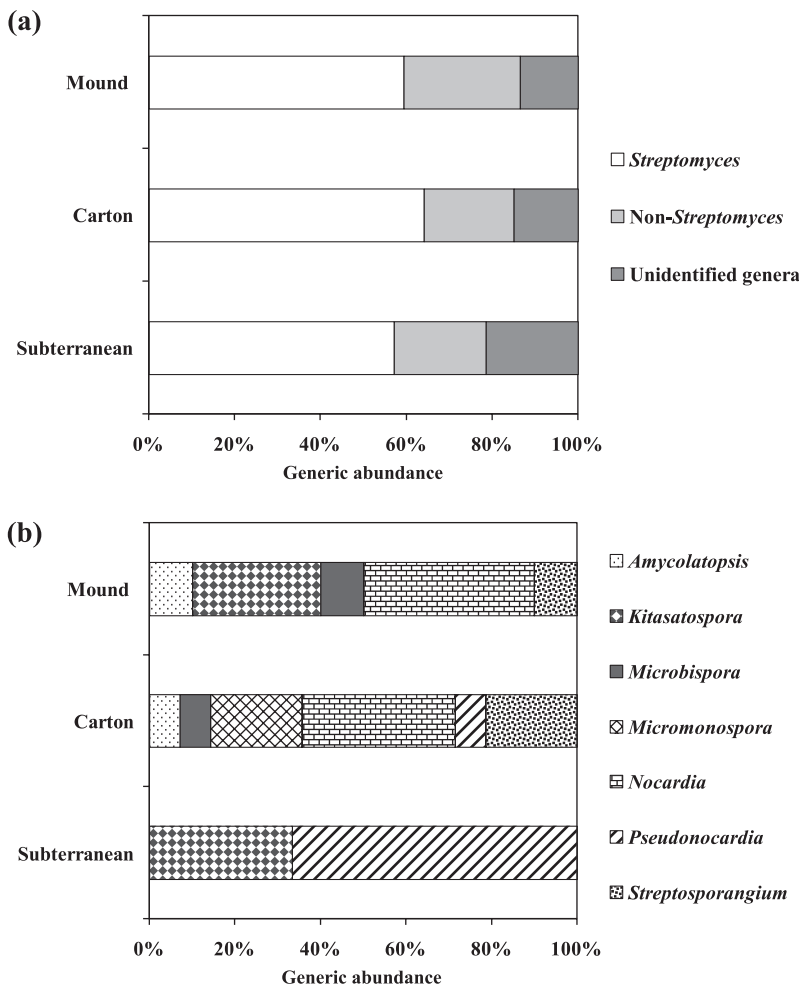 (a)
Mound
Carton
Subterranean
0% 20% 40% 60% 80% 100%
Generic abundance
Streptomyces
Non-Streptomyces
Unidentified genera
(b)
Mound
Carton
Subterranean
0% 20% 40% 60% 80% 100%
Generic abundance
Amycolatopsis
Kitasatospora
Microbispora
Micromonospora
Nocardia
Pseudonocardia
Streptosporangium